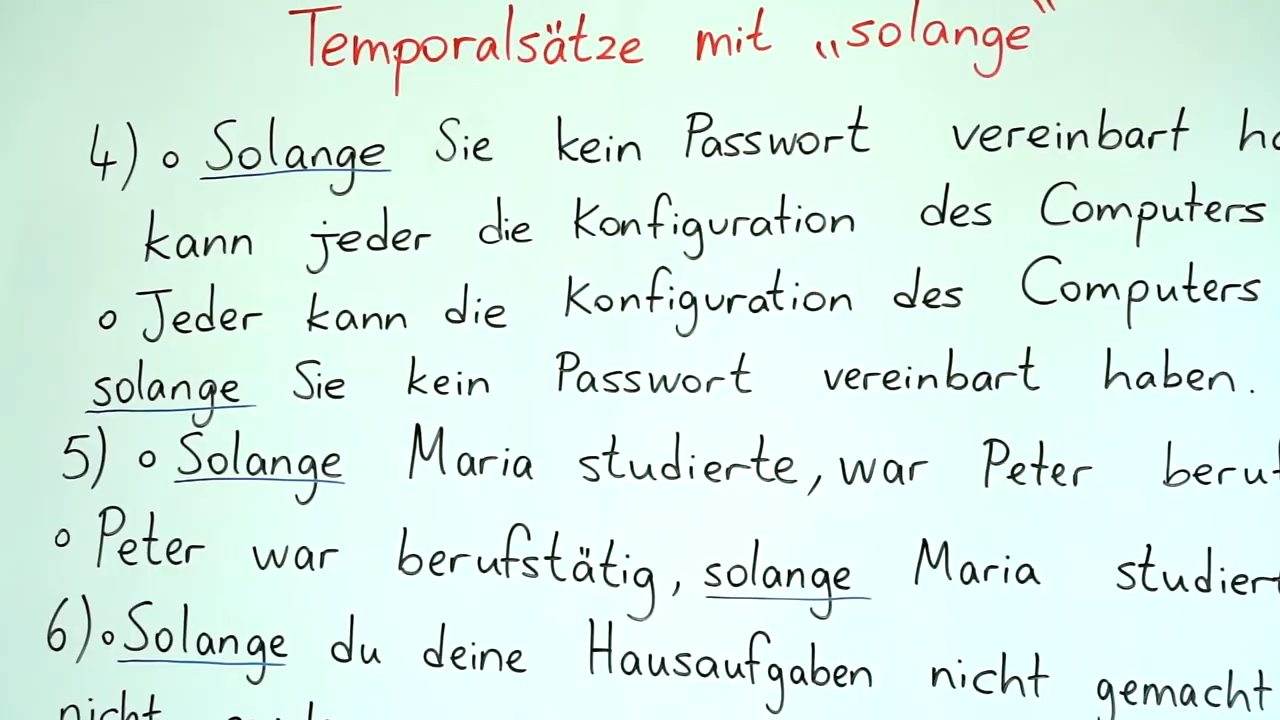 Temporalsätze mit „solange“
4) o Solange Sie kein Passwort vereinbart
kann jeder die Konfiguration des Computers
o Jeder kann die Konfiguration des Computers
solange Sie kein Passwort vereinbart haben.
5) o Solange Maria studierte, war Peter
o Peter war berufstätig, solange Maria
6) o Solange du deine Hausaufgaben nicht gemacht
nicht